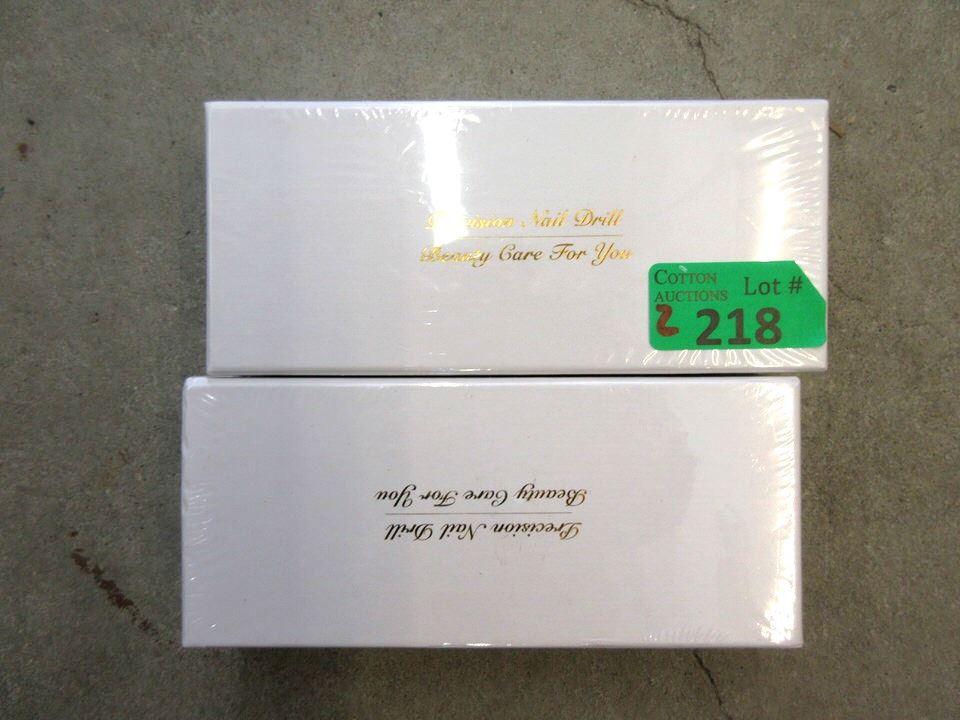 Precision Nail Drill
Beauty Care For You
COTTON
AUCTIONS
Lot #
2
218
Beauty Care For You
Precision Nail Drill